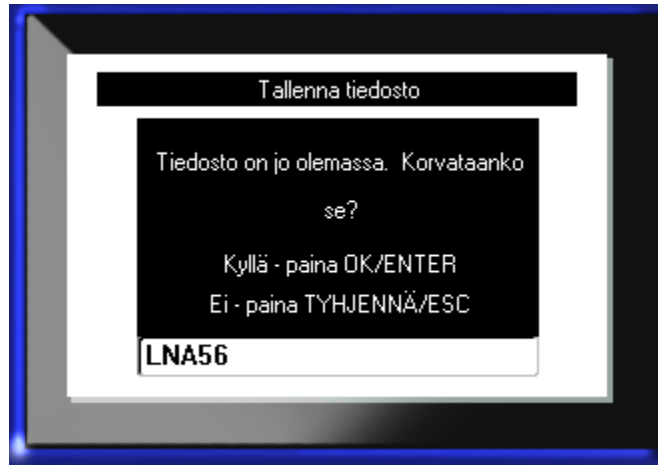 Tallenna tiedosto
Tiedosto on jo olemassa. Korvataanko
se?
Kyllä - paina OK/ENTER
Ei - paina TYHJENNÄ/ESC
LNA56